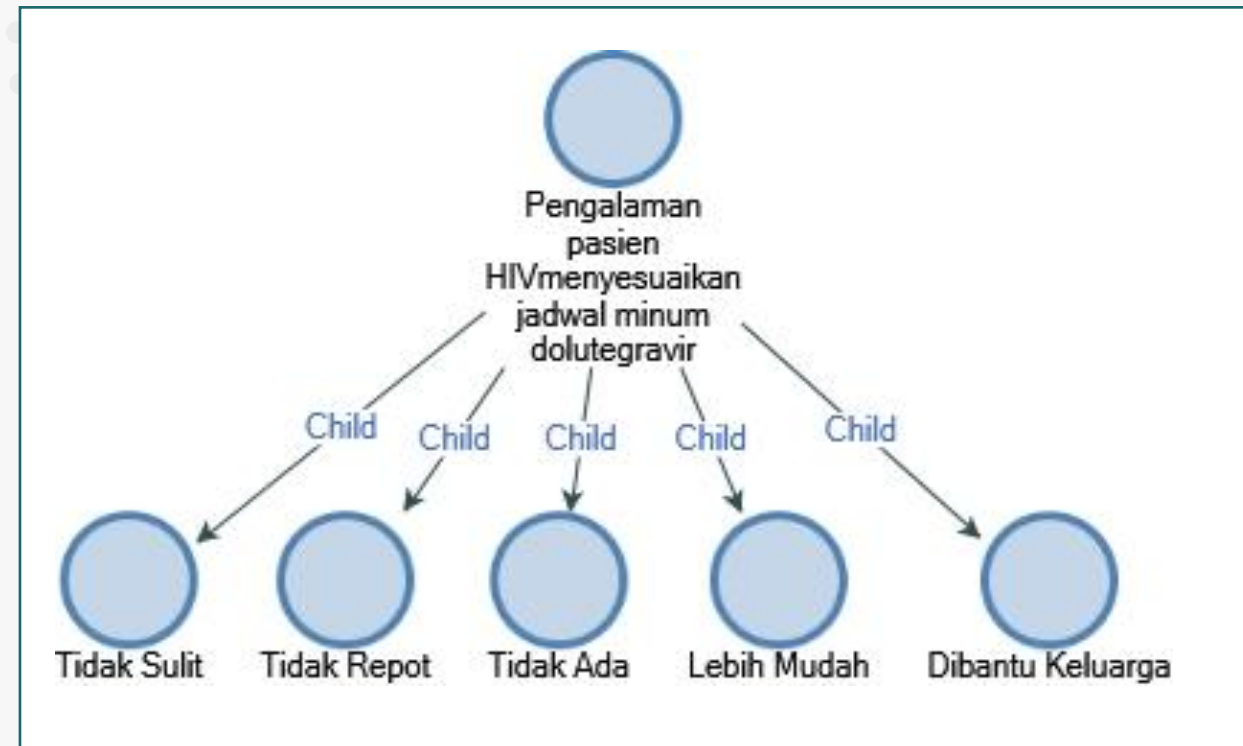 Pengalaman
pasien
HIVmenyesuaikan
jadwal minum
dolutegravir
Child
Child
Child
Child
Child
Tidak Sulit
Tidak Repot
Tidak Ada
Lebih Mudah
Dibantu Keluarga